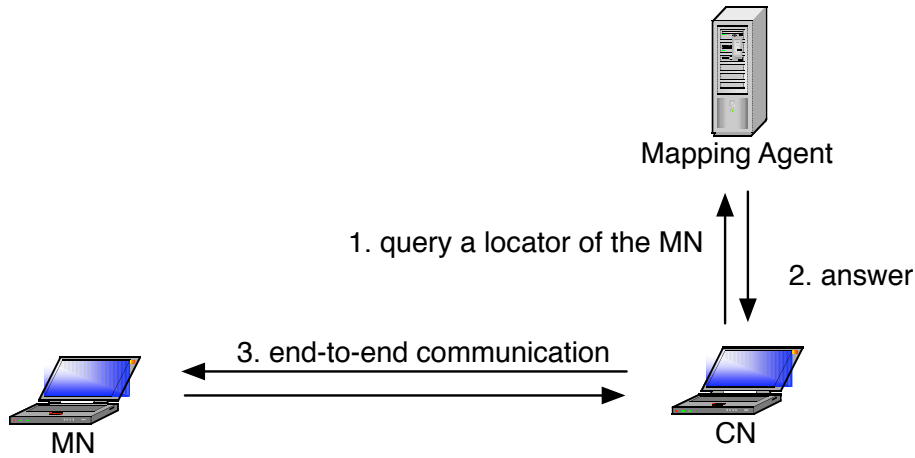 Mapping Agent
1. query a locator of the MN
2. answer
3. end-to-end communication
MN
CN